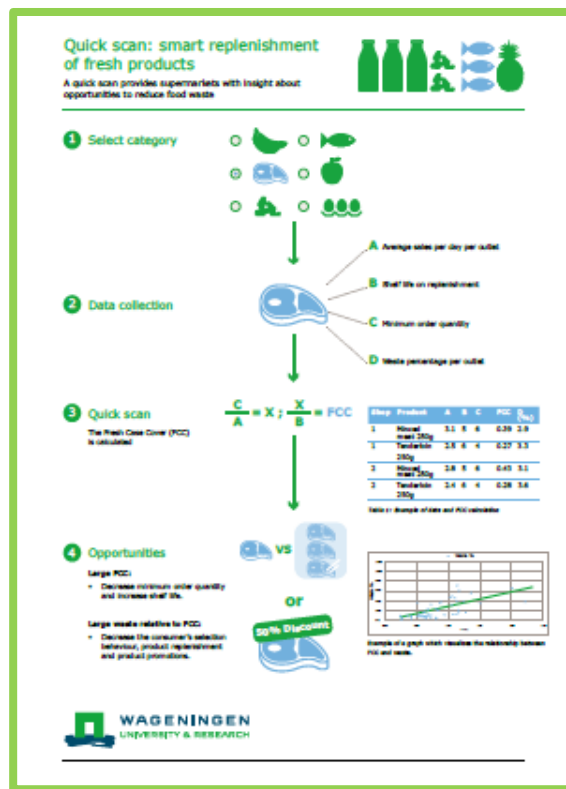 Quick scan: smart replenishment
of fresh products
A quick scan provides supermarkets with insight about
opportunities to reduce food waste
1 Select category
A Average sales per day per outlet
B Shelf life on replenishment
2 Data collection
C Minimum order quantity
D Waste percentage per outlet
3 Quick scan
The Fresh Case Cover (FCC)
is calculated
C/A = X ; X/B = FCC
Shop Product A B C FCC D (%)
1 Minced meat 250g 3.1 5 6 0.39 2.9
1 Tenderloin 250g 2.5 6 4 0.27 3.3
2 Minced meat 250g 2.8 5 6 0.43 3.1
2 Tenderloin 250g 2.4 6 4 0.28 3.6
Table 1: Example of data and FCC calculation
4 Opportunities
vs
Large FCC:
• Decrease minimum order quantity
and increase shelf life.
or
Large waste relative to FCC:
50% Discount
• Decrease the consumer's selection
behaviour, product replenishment
and product promotions.
Waste %
Example of a graph which visualises the relationship between
FCC and waste.
WAGENINGEN
UNIVERSITY & RESEARCH